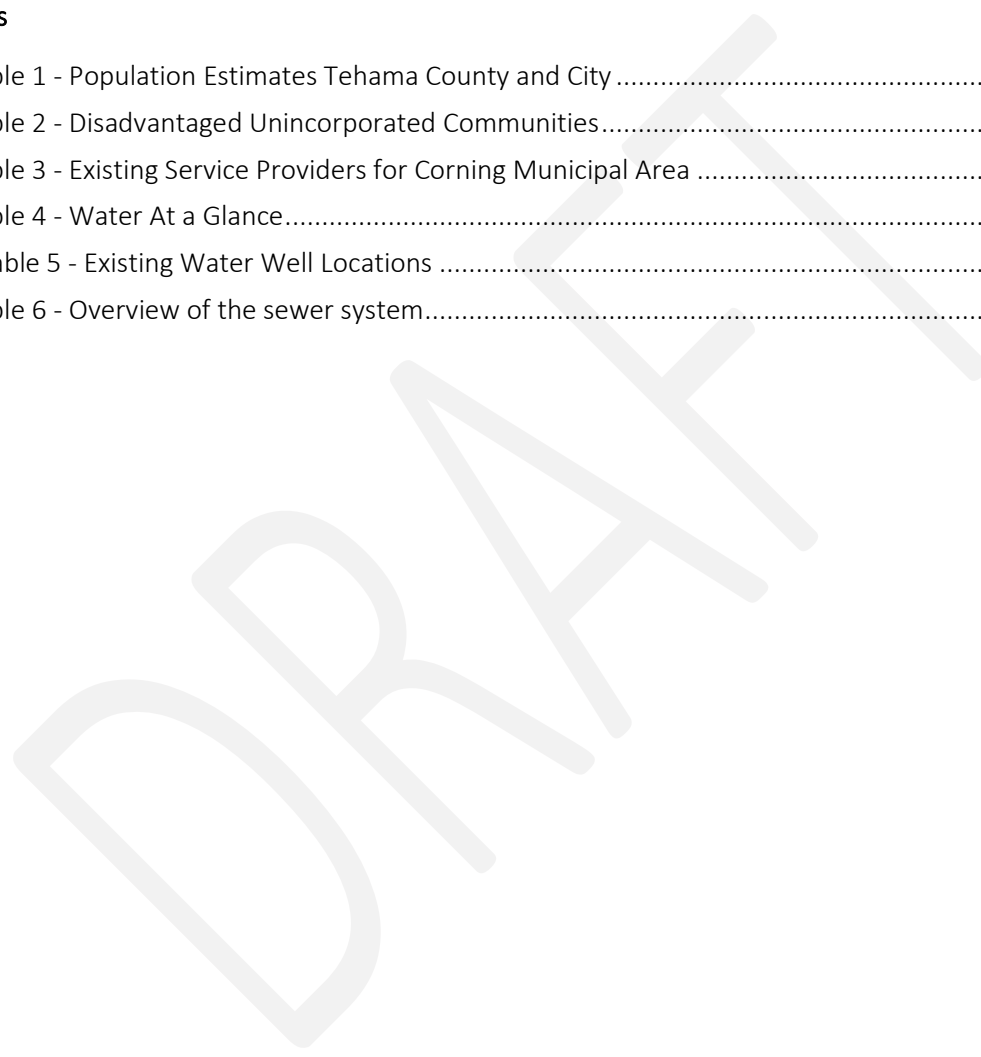 s
ble 1 - Population Estimates Tehama County and City ........................................................
ble 2 - Disadvantaged Unincorporated Communities..........................................................
ble 3 - Existing Service Providers for Corning Municipal Area ...........................................
ble 4 - Water At a Glance.....................................................................................................
able 5 - Existing Water Well Locations .................................................................................
ble 6 - Overview of the sewer system...................................................................................
DRAFT